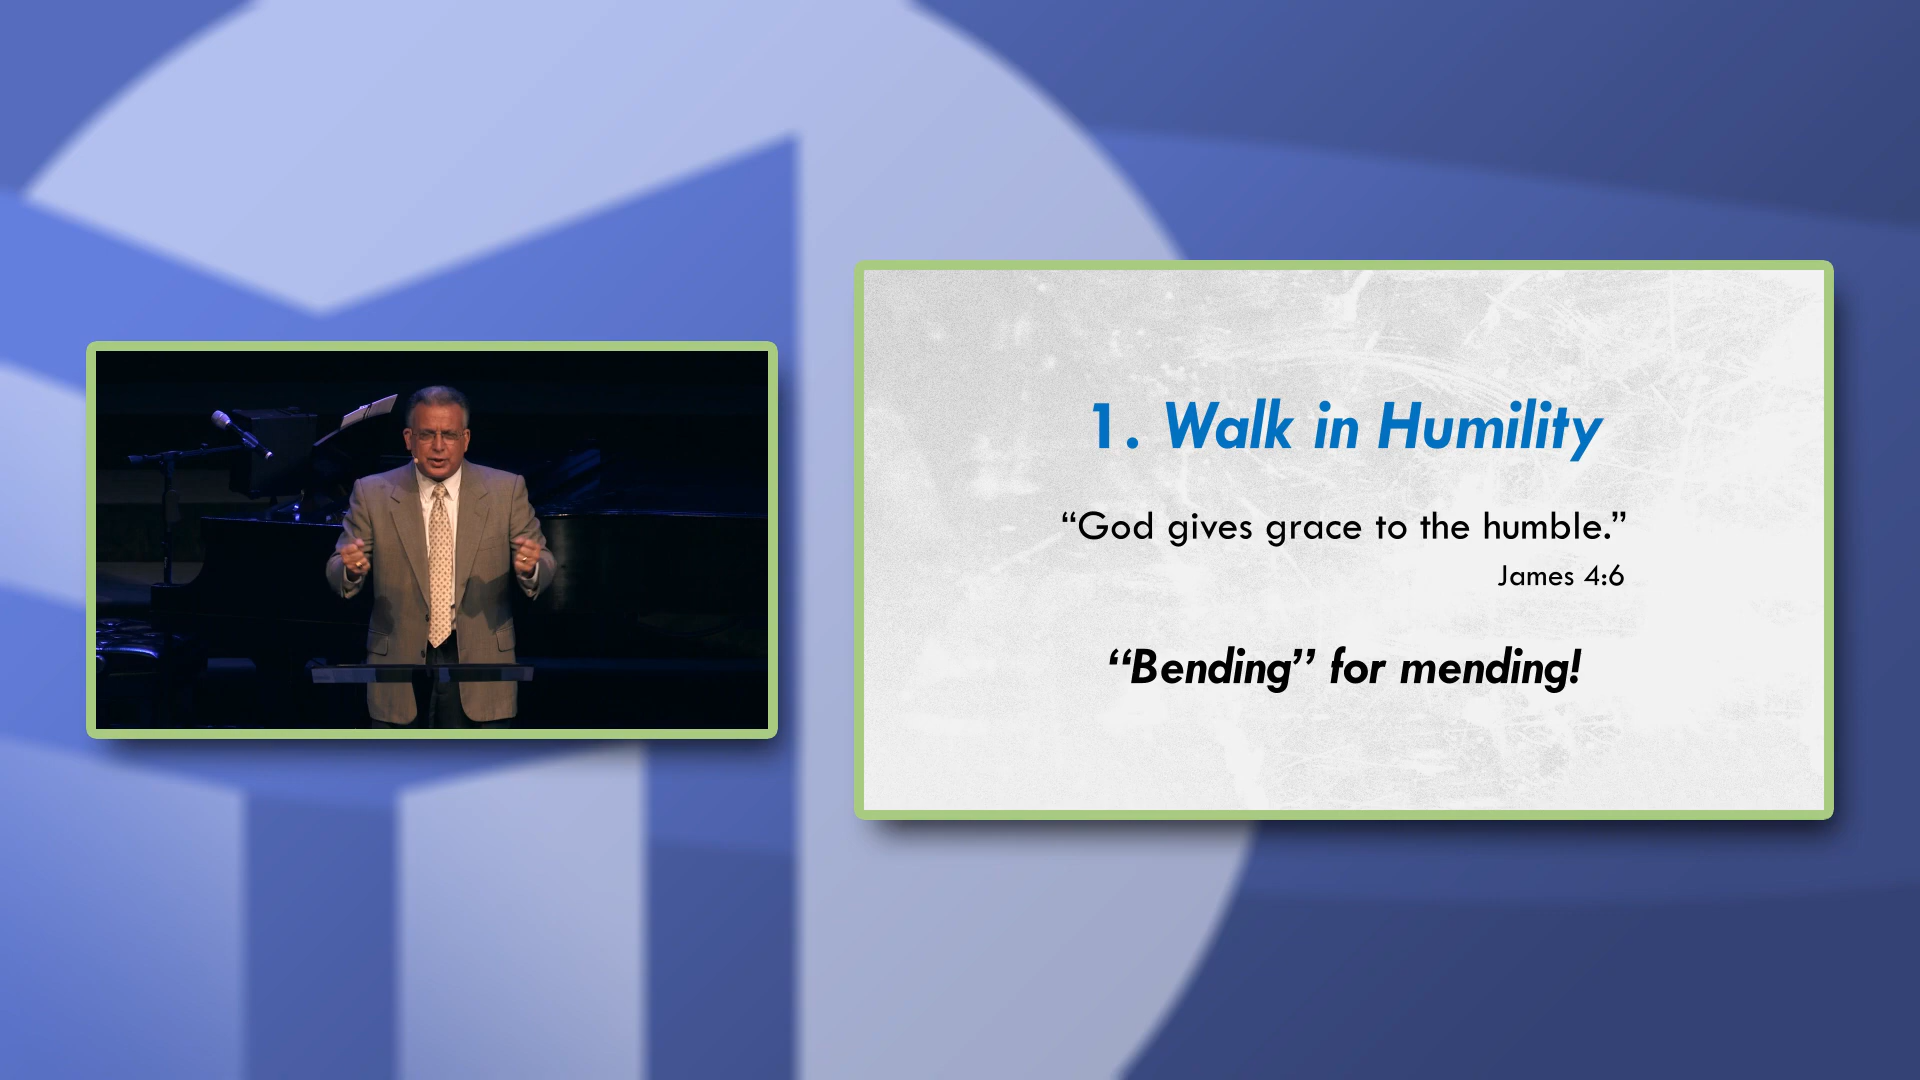 1. Walk in Humility
“God gives grace to the humble.”
James 4:6
“Bending” for mending!